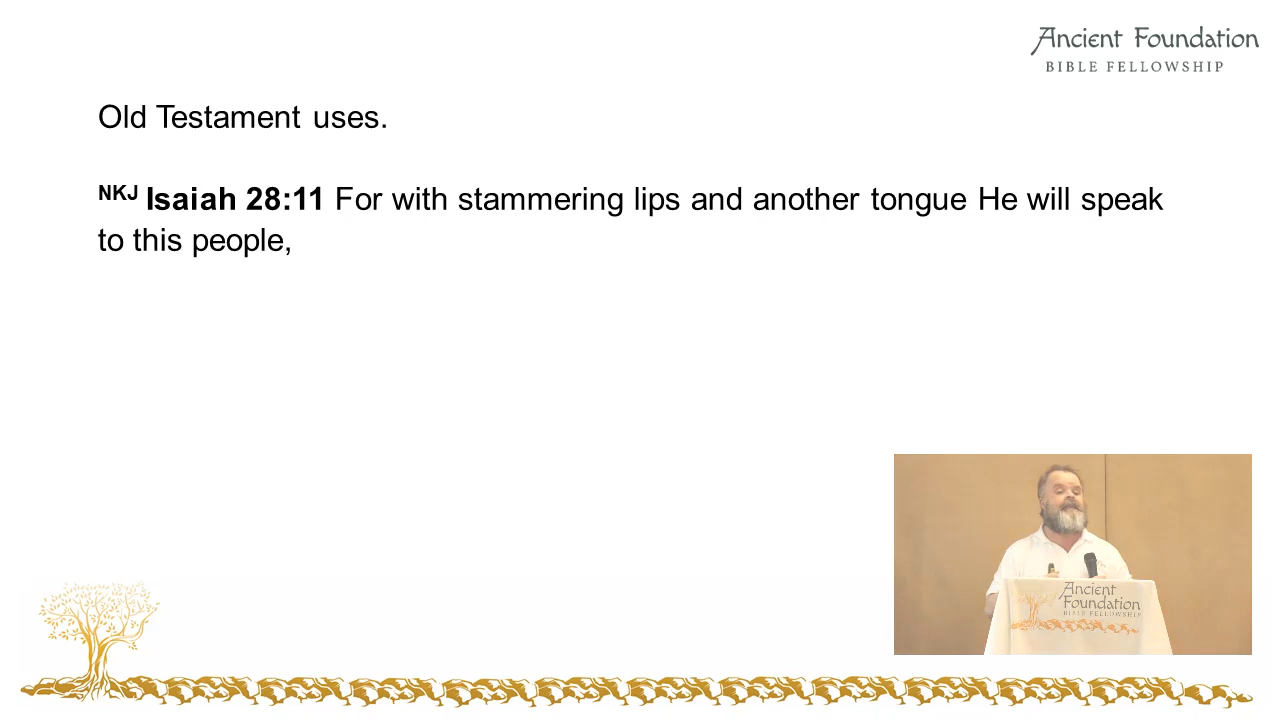 Ancient Foundation
BIBLE FELLOWSHIP
Old Testament uses.
NKJ Isaiah 28:11 For with stammering lips and another tongue He will speak
to this people,
Ancient
Foundation
BIBLE FELLOWSHIP